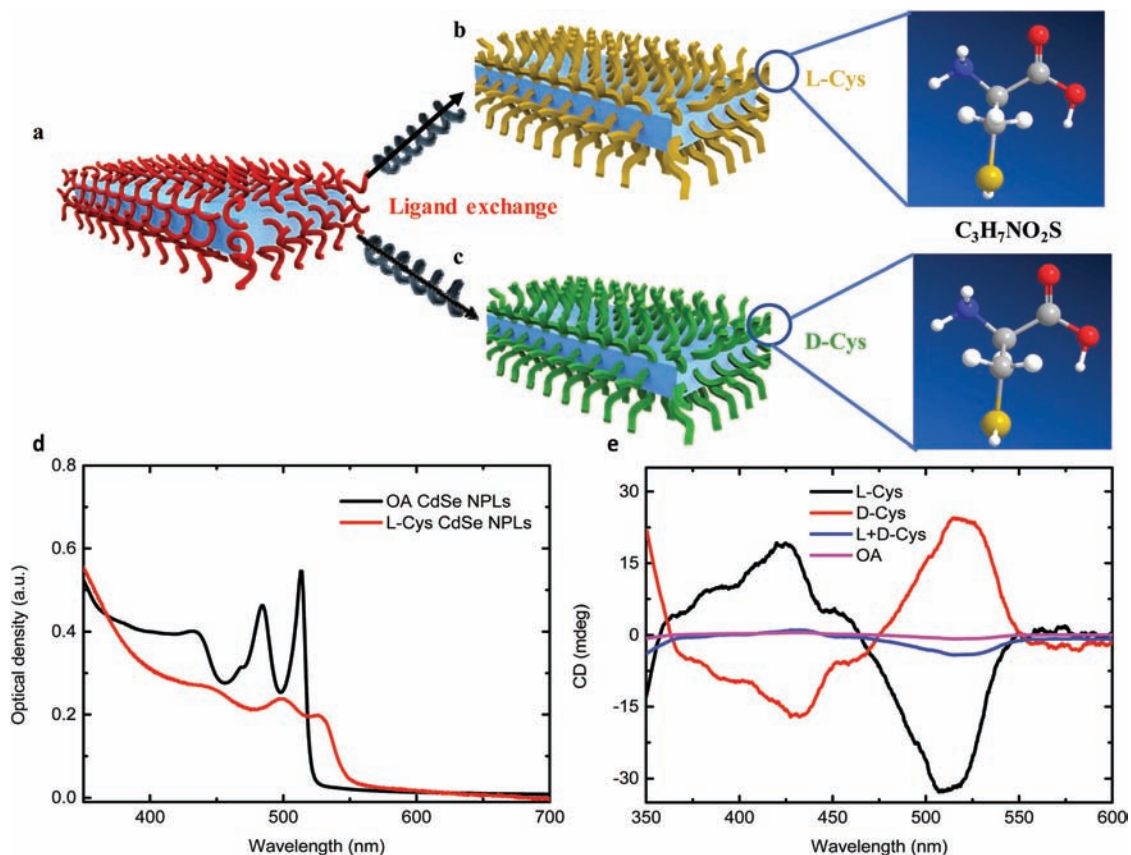 a
b
L-Cys
Ligand exchange
C₃H₇NO₂S
c
D-Cys
d
OA CdSe NPLs
L-Cys CdSe NPLs
Optical density (a.u.)
0.8
0.6
0.4
0.2
0.0
400 500 600 700
Wavelength (nm)
e
L-Cys
D-Cys
L+D-Cys
OA
CD (mdeg)
30
15
0
-15
-30
350 400 450 500 550 600
Wavelength (nm)